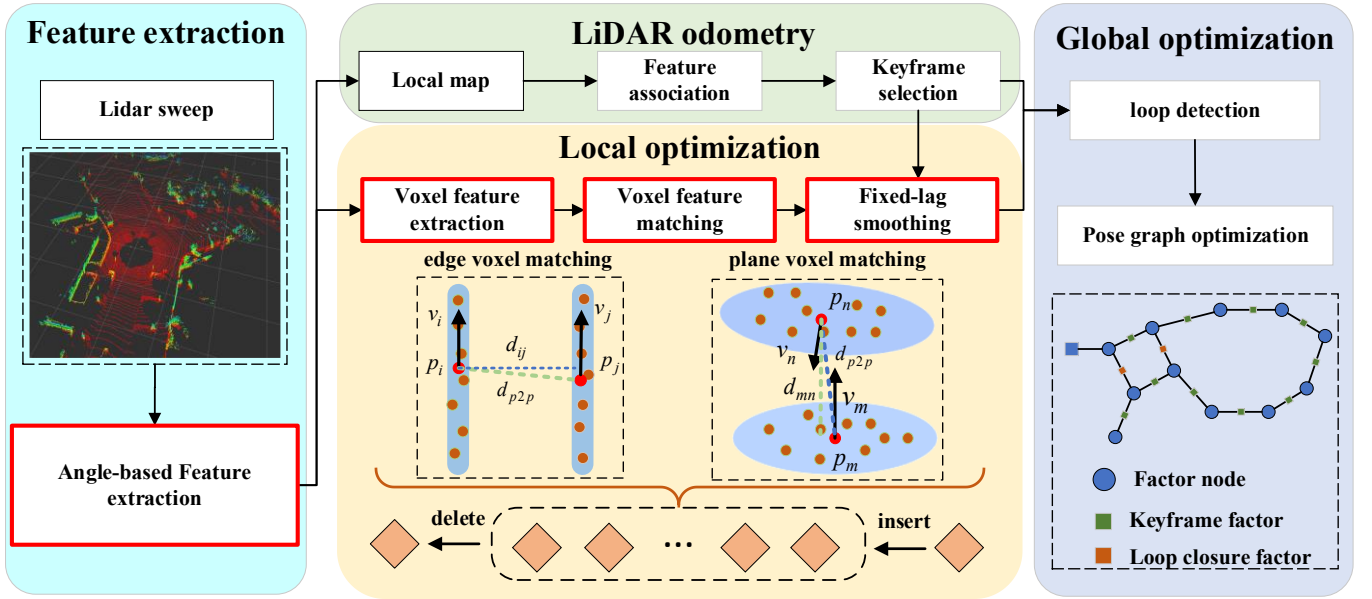 Feature extraction
Lidar sweep
Angle-based Feature
extraction
LiDAR odometry
Local map
Feature
association
Keyframe
selection
Local optimization
Voxel feature
extraction
Voxel feature
matching
Fixed-lag
smoothing
edge voxel matching
v_i
v_j
d_ij
p_i
p_j
d_p2p
plane voxel matching
p_n
v_n
d_p2p
d_mn
v_m
p_m
delete
...
insert
Global optimization
loop detection
Pose graph optimization
Factor node
Keyframe factor
Loop closure factor